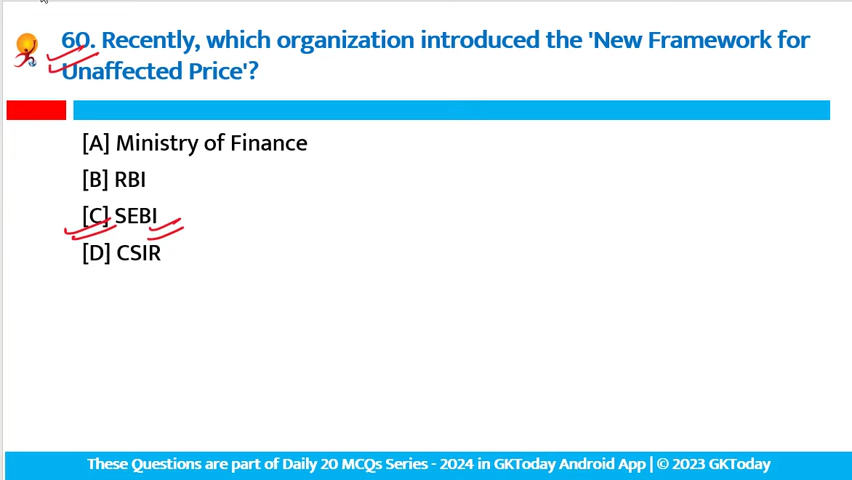 60. Recently, which organization introduced the 'New Framework for
Unaffected Price'?
[A] Ministry of Finance
[B] RBI
[C] SEBI
[D] CSIR
These Questions are part of Daily 20 MCQs Series - 2024 in GKToday Android App | © 2023 GKToday